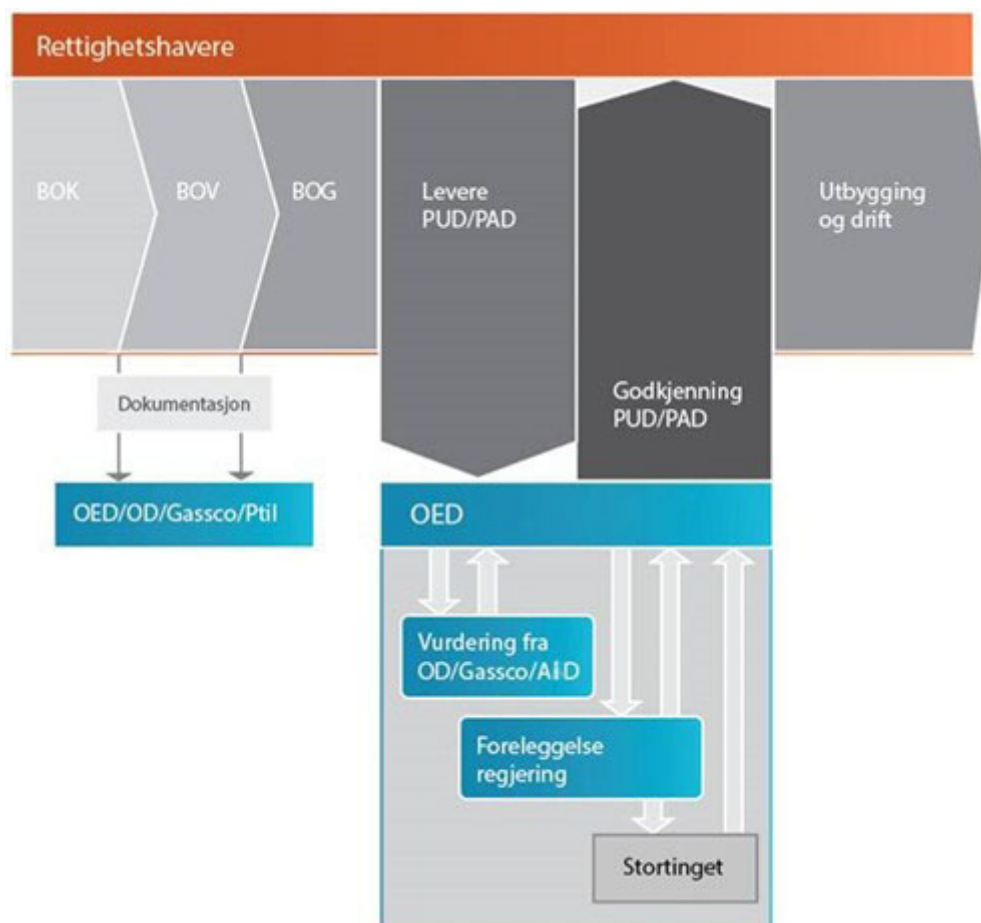 Rettighetshavere
BOK
BOV
BOG
Levere
PUD/PAD
Utbygging
og drift
Dokumentasjon
Godkjenning
PUD/PAD
OED/OD/Gassco/Ptil
OED
Vurdering fra
OD/Gassco/AID
Foreleggelse
regjering
Stortinget